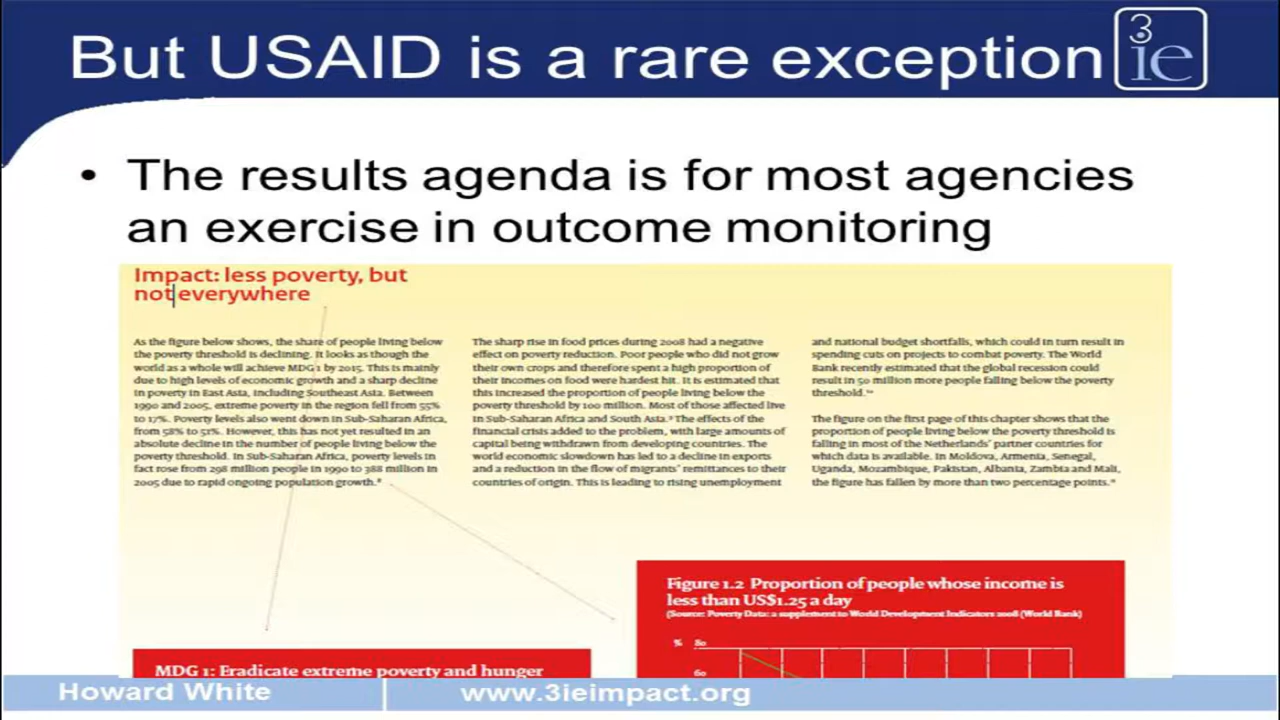 But USAID is a rare exception
3
ie
• The results agenda is for most agencies
an exercise in outcome monitoring
Impact: less poverty, but
not everywhere
As the figure below shows, the share of people living below
the poverty threshold is declining. It looks as though the
world as a whole will achieve MDG 1 by 2015. This is mainly
due to high levels of economic growth and a sharp decline
in poverty in East Asia, including Southeast Asia. Between
1990 and 2005, extreme poverty in the region fell from 55%
to 17%. Poverty levels also went down in Sub-Saharan Africa,
from 58% to 51%. However, this has not yet resulted in an
absolute decline in the number of people living below the
poverty threshold. In Sub-Saharan Africa, poverty levels in
fact rose from 298 million people in 1990 to 388 million in
2005 due to rapid ongoing population growth.
The sharp rise in food prices during 2008 had a negative
effect on poverty reduction. Poor people who did not grow
their own crops and therefore spent a high proportion of
their incomes on food were hardest hit. It is estimated that
this increased the proportion of people living below the
poverty threshold by 100 million. Most of those affected live
in Sub-Saharan Africa and South Asia. The effects of the
financial crisis added to the problem, with large amounts of
capital being withdrawn from developing countries. The
world economic slowdown has led to a decline in exports
and a reduction in the flow of migrants' remittances to their
countries of origin. This is leading to rising unemployment
and national budget shortfalls, which could in turn result in
spending cuts on projects to combat poverty. The World
Bank recently estimated that the global recession could
result in 50 million more people falling below the poverty
threshold.
The figure on the first page of this chapter shows that the
proportion of people living below the poverty threshold is
falling in most of the Netherlands' partner countries for
which data is available. In Moldova, Armenia, Senegal,
Uganda, Mozambique, Pakistan, Albania, Zambia and Mali,
the figure has fallen by more than two percentage points.
Figure 1.2 Proportion of people whose income is
less than US$1.25 a day
(Source: Poverty Data: a supplement to World Development Indicators 2008 (World Bank)
% 80
60
MDG 1: Eradicate extreme poverty and hunger
Howard White
www.3ieimpact.org